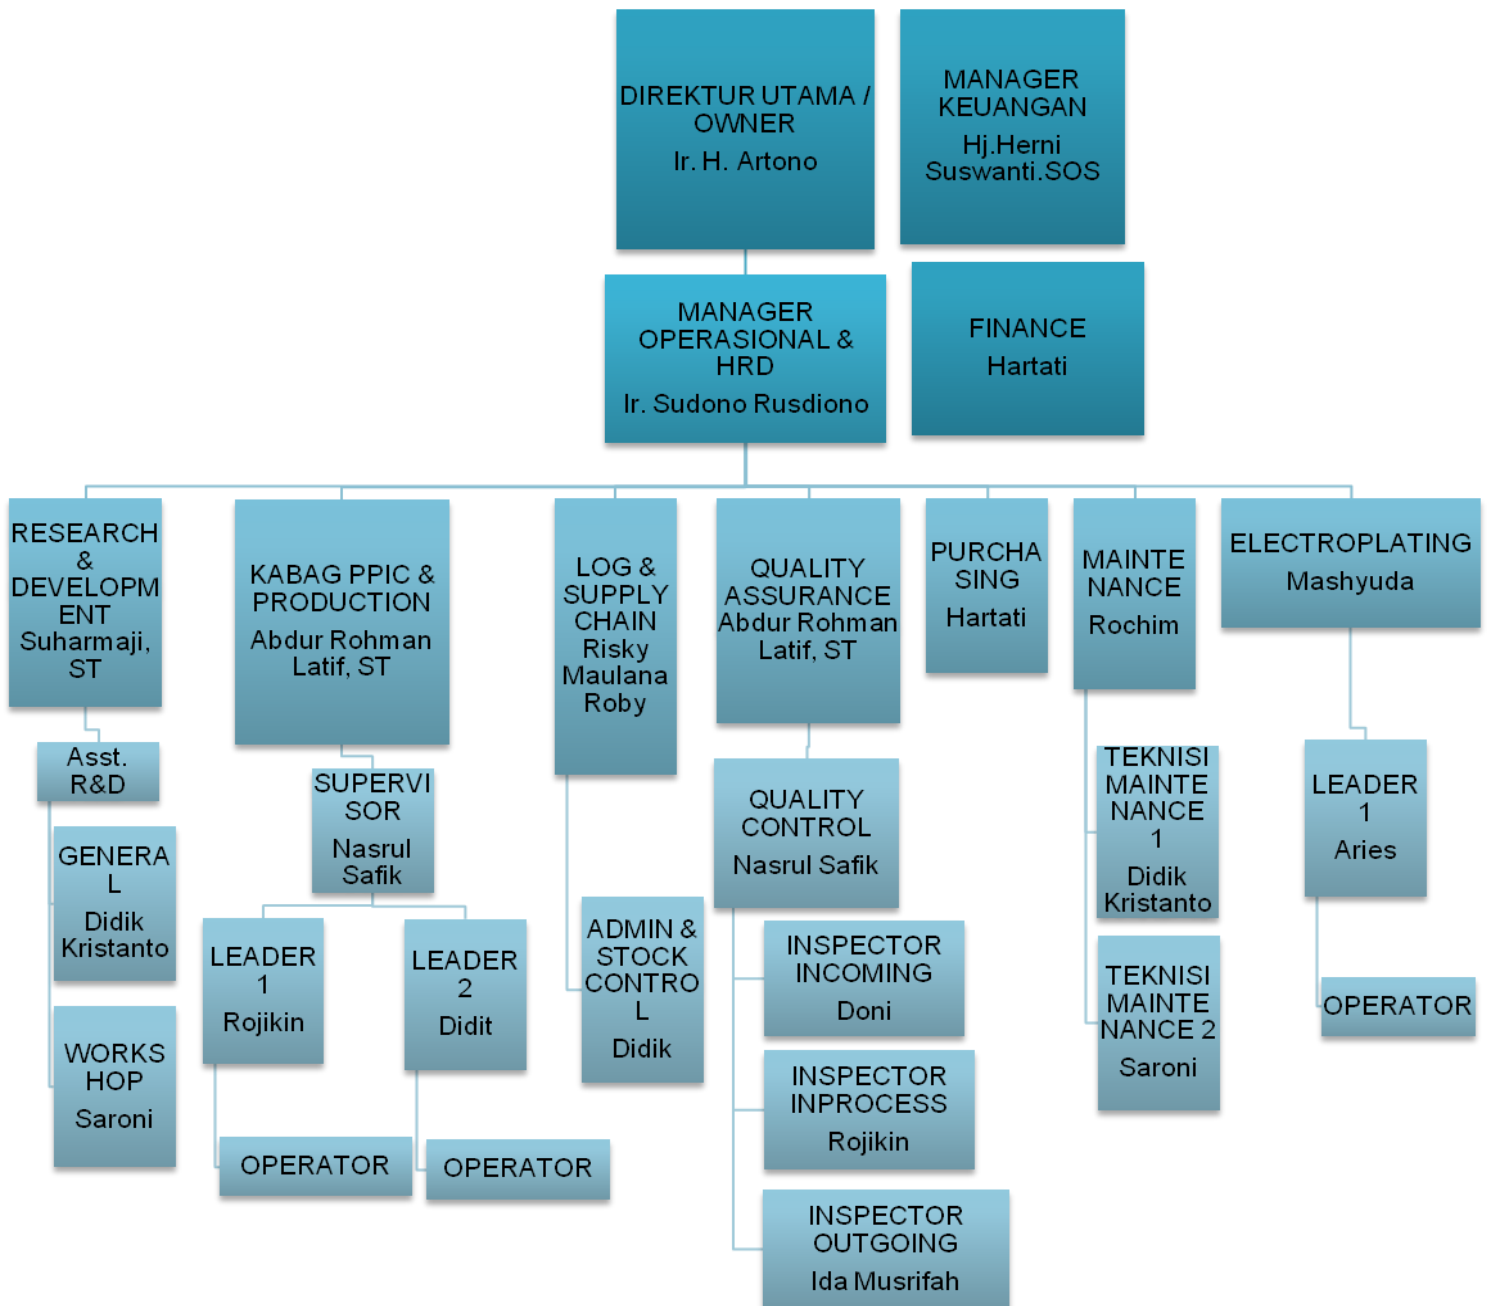 DIREKTUR UTAMA /
OWNER
Ir. H. Artono
MANAGER
KEUANGAN
Hj.Herni
Suswanti.SOS
MANAGER
OPERASIONAL &
HRD
Ir. Sudono Rusdiono
FINANCE
Hartati
RESEARCH
&
DEVELOPM
ENT
Suharmaji,
ST
KABAG PPIC &
PRODUCTION
Abdur Rohman
Latif, ST
LOG &
SUPPLY
CHAIN
Risky
Maulana
Roby
QUALITY
ASSURANCE
Abdur Rohman
Latif, ST
PURCHA
SING
Hartati
MAINTE
NANCE
Rochim
ELECTROPLATING
Mashyuda
Asst.
R&D
GENERA
L
Didik
Kristanto
WORKS
HOP
Saroni
SUPERVI
SOR
Nasrul
Safik
LEADER
1
Rojikin
LEADER
2
Didit
OPERATOR
OPERATOR
ADMIN &
STOCK
CONTRO
L
Didik
QUALITY
CONTROL
Nasrul Safik
INSPECTOR
INCOMING
Doni
INSPECTOR
INPROCESS
Rojikin
INSPECTOR
OUTGOING
Ida Musrifah
TEKNISI
MAINTE
NANCE
1
Didik
Kristanto
TEKNISI
MAINTE
NANCE 2
Saroni
LEADER
1
Aries
OPERATOR